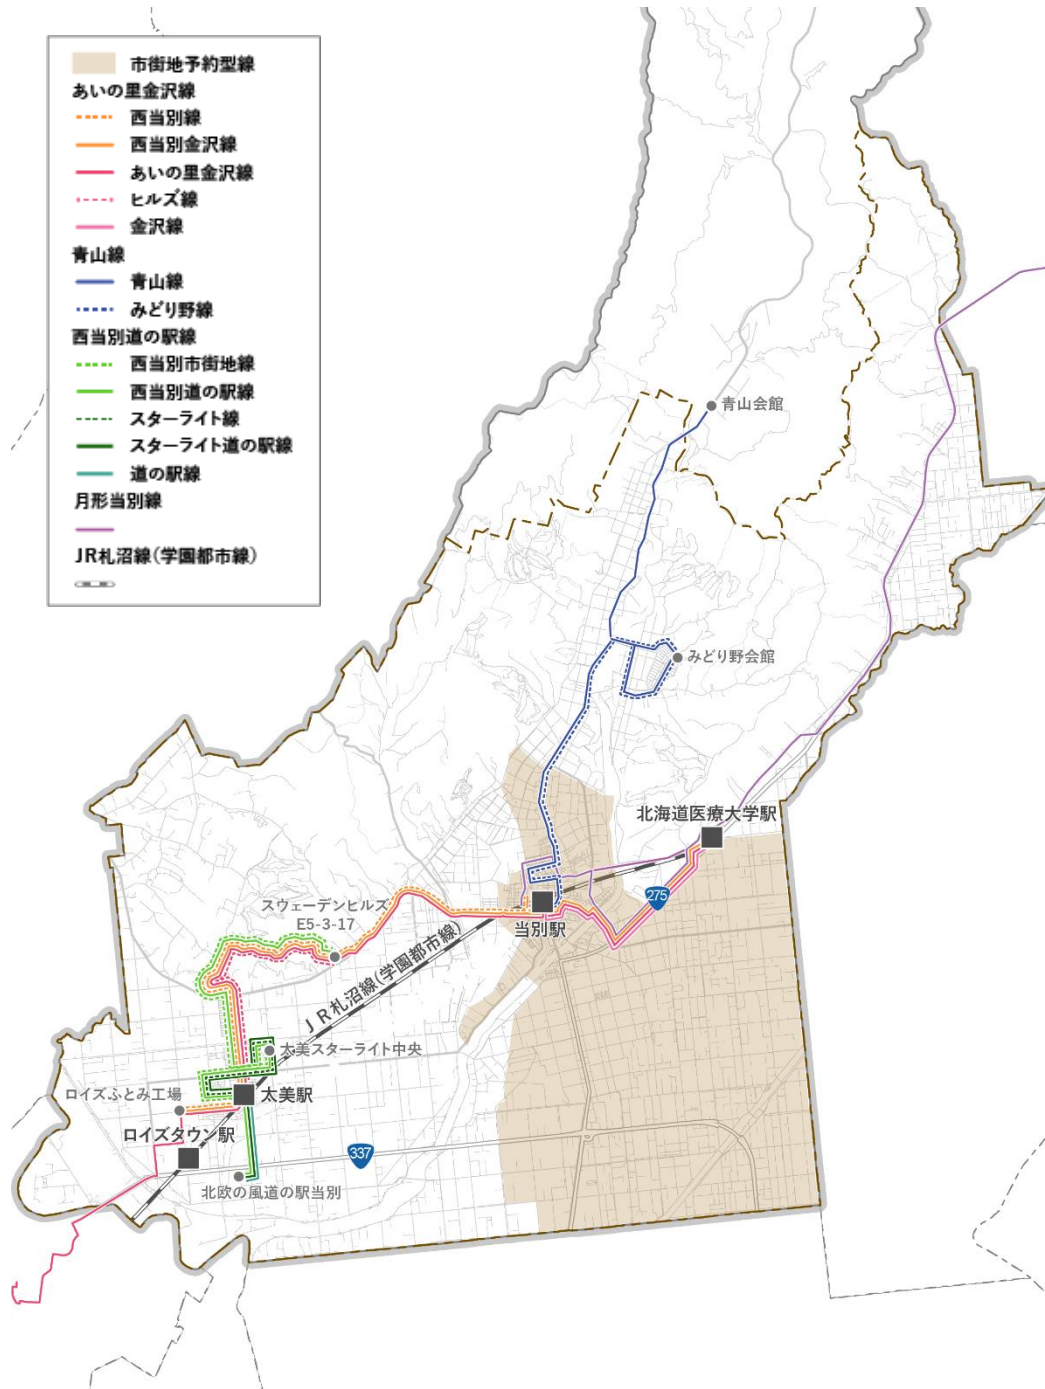 市街地予約型線
あいの里金沢線
西当別線
西当別金沢線
あいの里金沢線
ヒルズ線
金沢線
青山線
青山線
みどり野線
西当別道の駅線
西当別市街地線
西当別道の駅線
スターライト線
スターライト道の駅線
道の駅線
月形当別線
JR札沼線(学園都市線)
青山会館
みどり野会館
北海道医療大学駅
275
スウェーデンヒルズ
E5-3-17
当別駅
JR札沼線(学園都市線)
太美スターライト中央
ロイズふとみ工場
太美駅
ロイズタウン駅
337
北欧の風道の駅当別